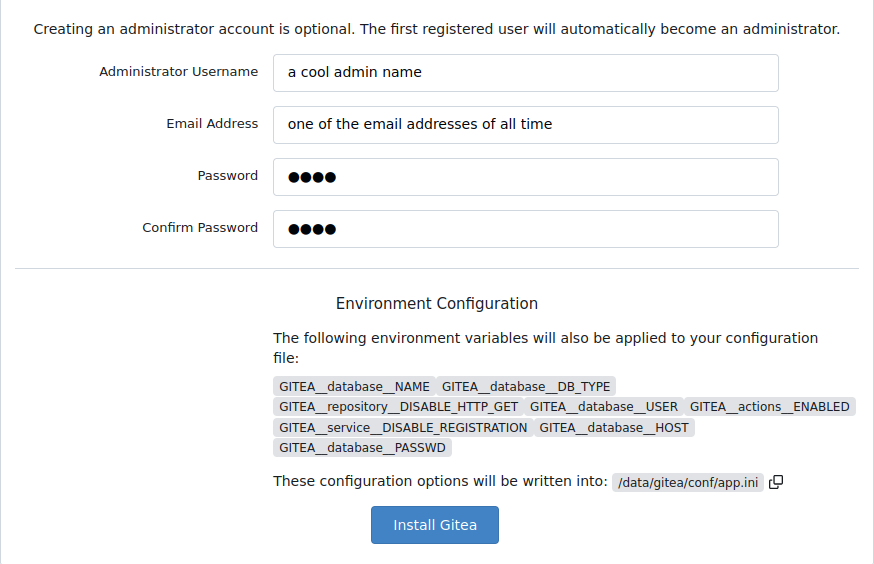 Creating an administrator account is optional. The first registered user will automatically become an administrator.
Administrator Username
a cool admin name
Email Address
one of the email addresses of all time
Password
●●●●
Confirm Password
●●●●
Environment Configuration
The following environment variables will also be applied to your configuration
file:
GITEA__database__NAME GITEA__database__DB_TYPE
GITEA__repository__DISABLE_HTTP_GET GITEA__database__USER GITEA__actions__ENABLED
GITEA__service__DISABLE_REGISTRATION GITEA__database__HOST
GITEA__database__PASSWD
These configuration options will be written into: /data/gitea/conf/app.ini
Install Gitea